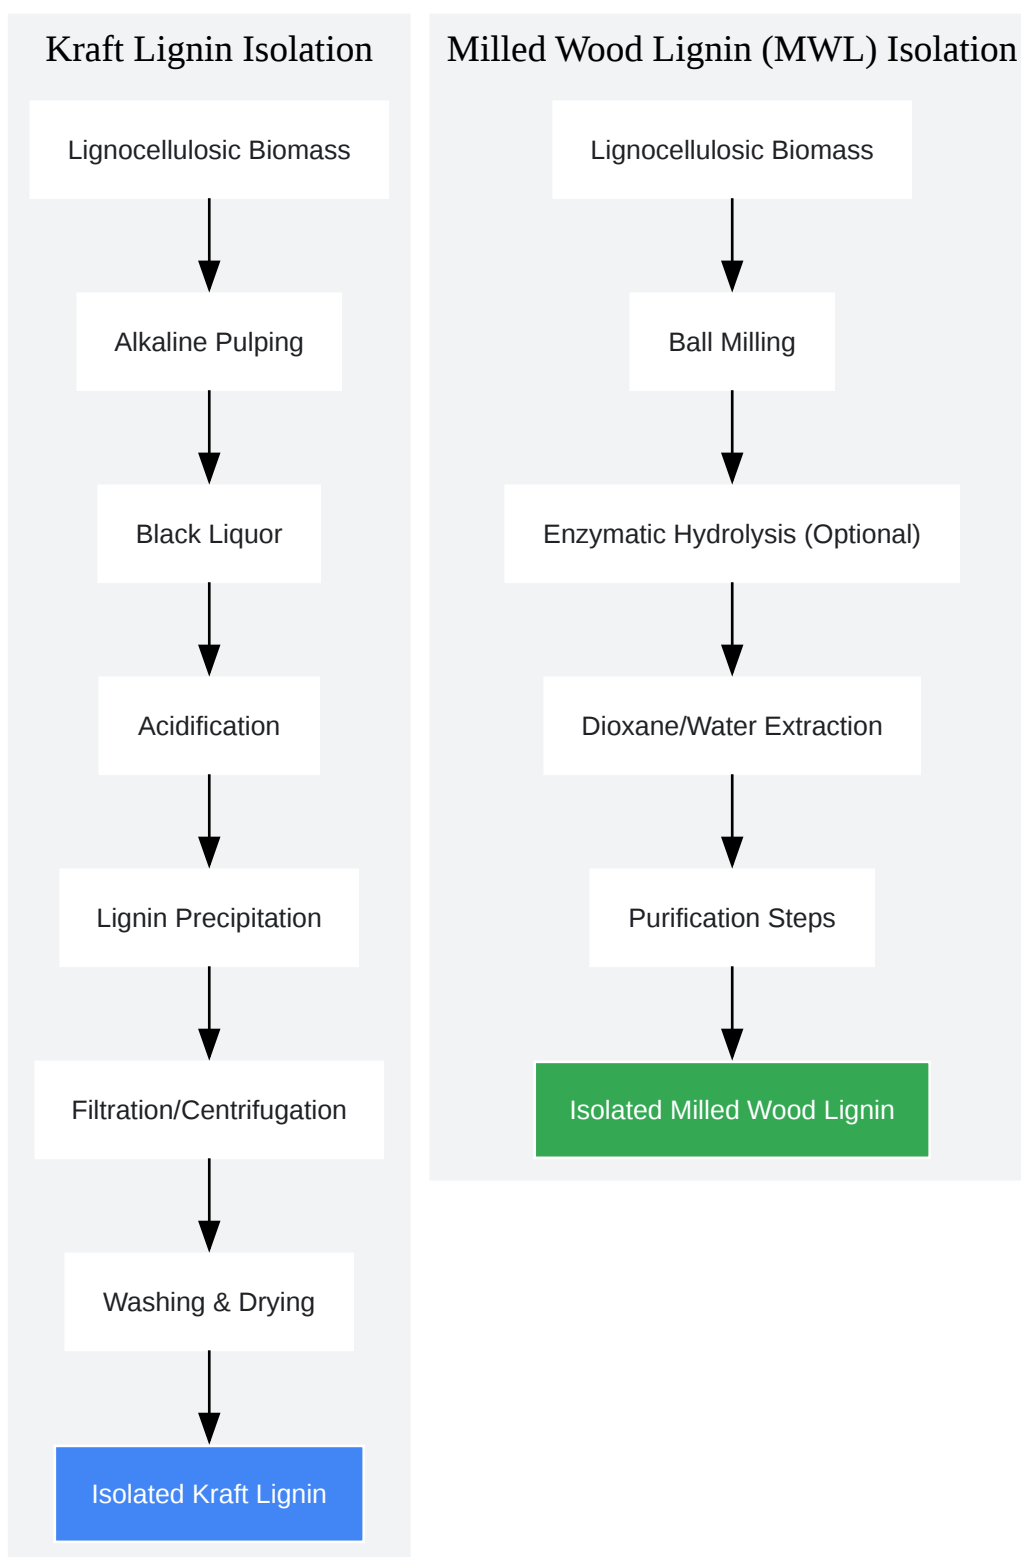 Kraft Lignin Isolation
Lignocellulosic Biomass
Alkaline Pulping
Black Liquor
Acidification
Lignin Precipitation
Filtration/Centrifugation
Washing & Drying
Isolated Kraft Lignin
Milled Wood Lignin (MWL) Isolation
Lignocellulosic Biomass
Ball Milling
Enzymatic Hydrolysis (Optional)
Dioxane/Water Extraction
Purification Steps
Isolated Milled Wood Lignin